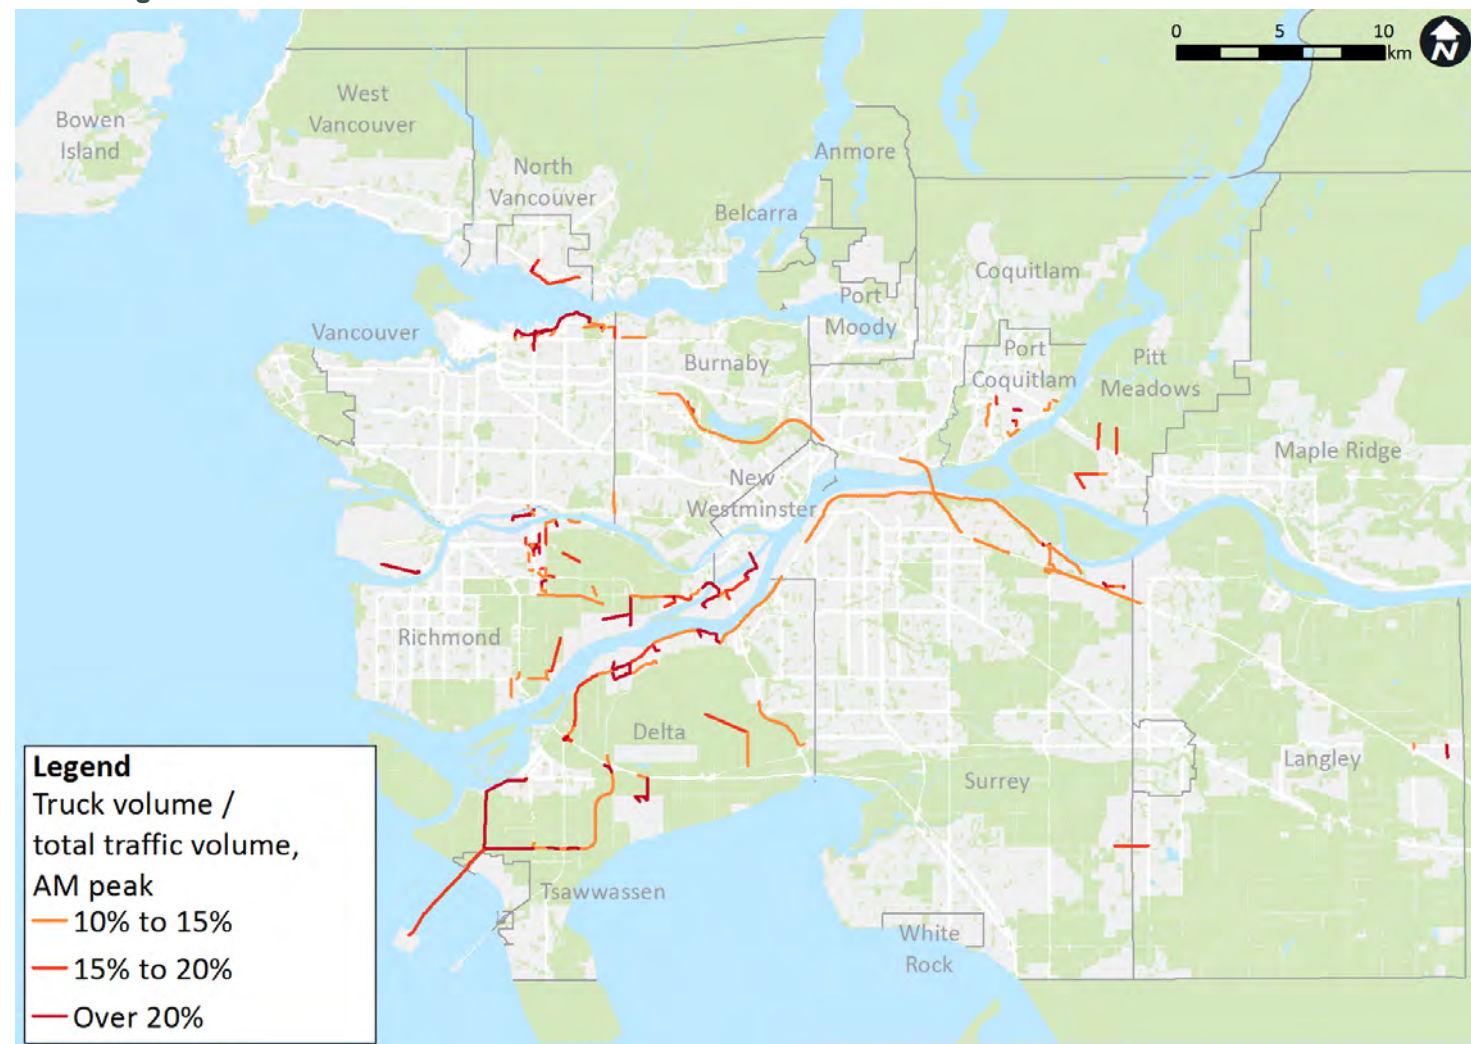 0 5 10
km
N
West
Vancouver
Bowen
Island
North
Vancouver
Anmore
Belcarra
Coquitlam
Port
Moody
Vancouver
Burnaby
Port
Coquitlam
Pitt
Meadows
Maple Ridge
New
Westminster
Richmond
Delta
Surrey
Langley
Tsawwassen
White
Rock
Legend
Truck volume /
total traffic volume,
AM peak
10% to 15%
15% to 20%
Over 20%